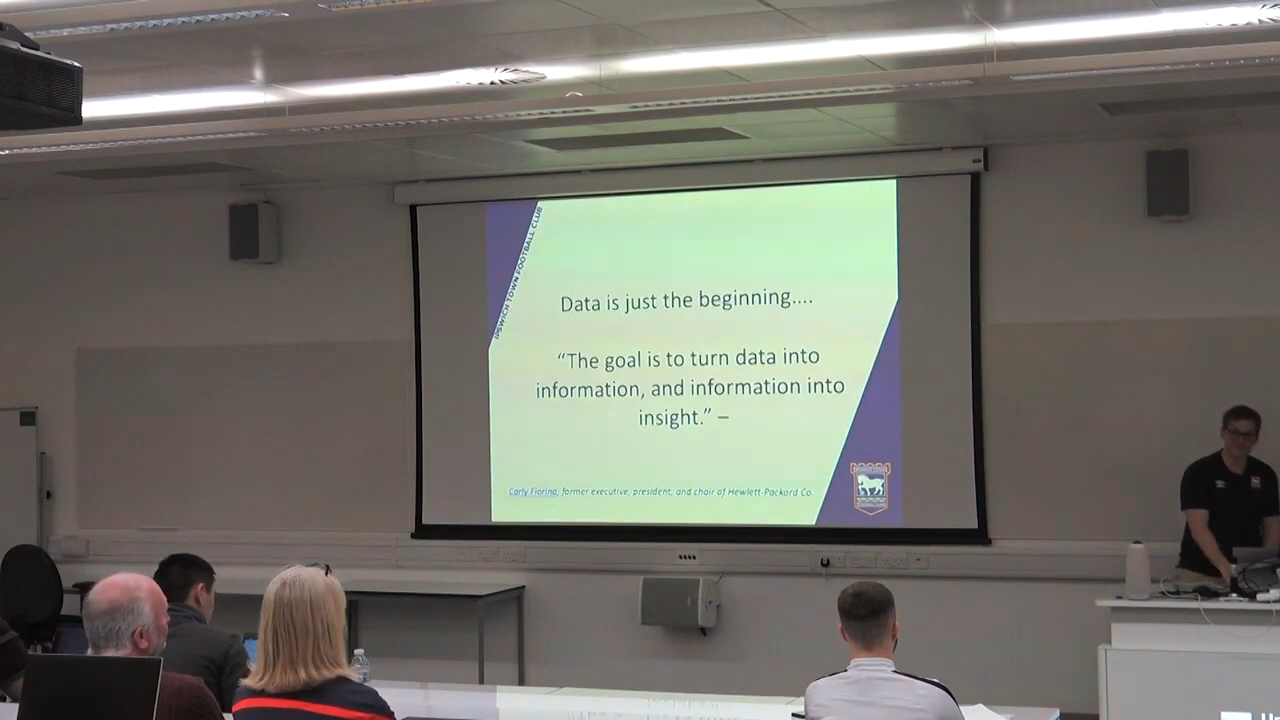 IPSWICH TOWN FOOTBALL CLUB
Data is just the beginning....
“The goal is to turn data into
information, and information into
insight.” –
Carly Fiorina, former executive, president, and chair of Hewlett-Packard Co.